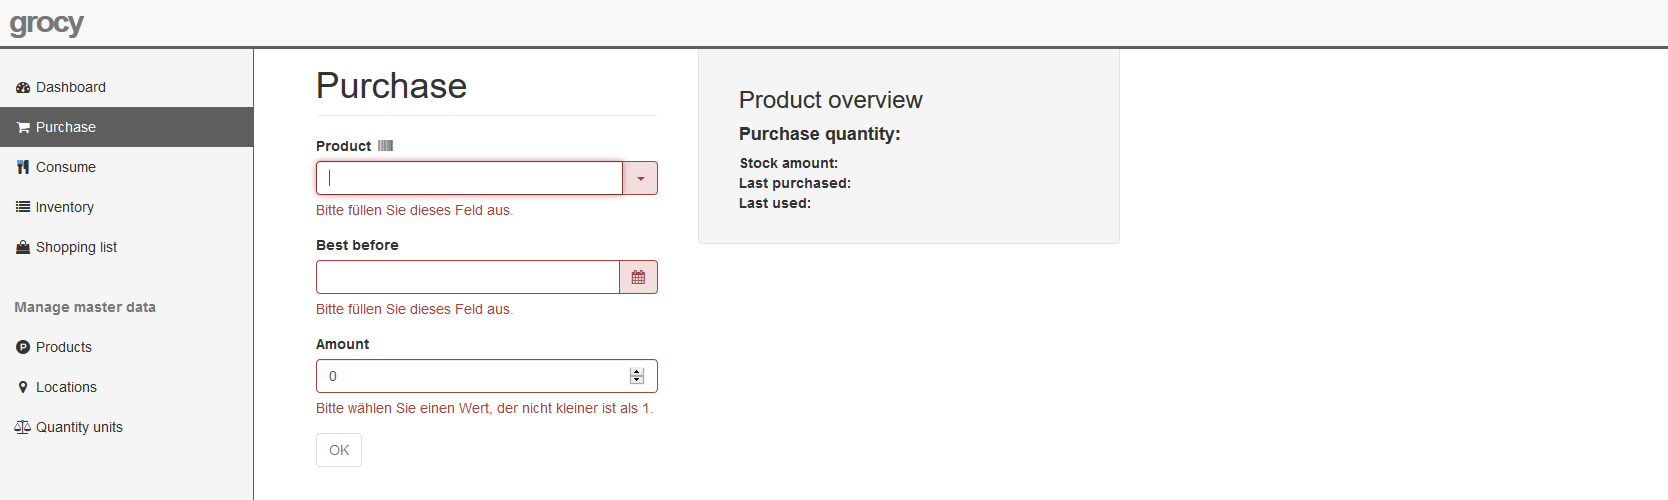 grocy
Dashboard
Purchase
Consume
Inventory
Shopping list
Manage master data
Products
Locations
Quantity units
Purchase
Product
Bitte füllen Sie dieses Feld aus.
Best before
Bitte füllen Sie dieses Feld aus.
Amount
0
Bitte wählen Sie einen Wert, der nicht kleiner ist als 1.
OK
Product overview
Purchase quantity:
Stock amount:
Last purchased:
Last used: